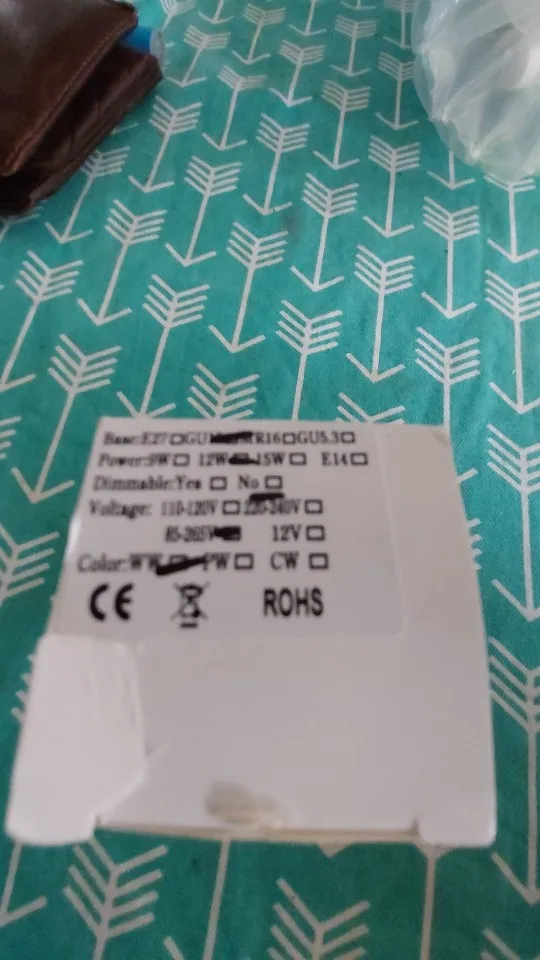 Base:E27□GU R16□GU5.3□
Power:9W□ 12W 15W□ E14□
Dimmable:Yes □ No □
Voltage: 110-120V □ 220-240V □
85-265V 12V □
Color:WW PW □ CW □
CE ROHS